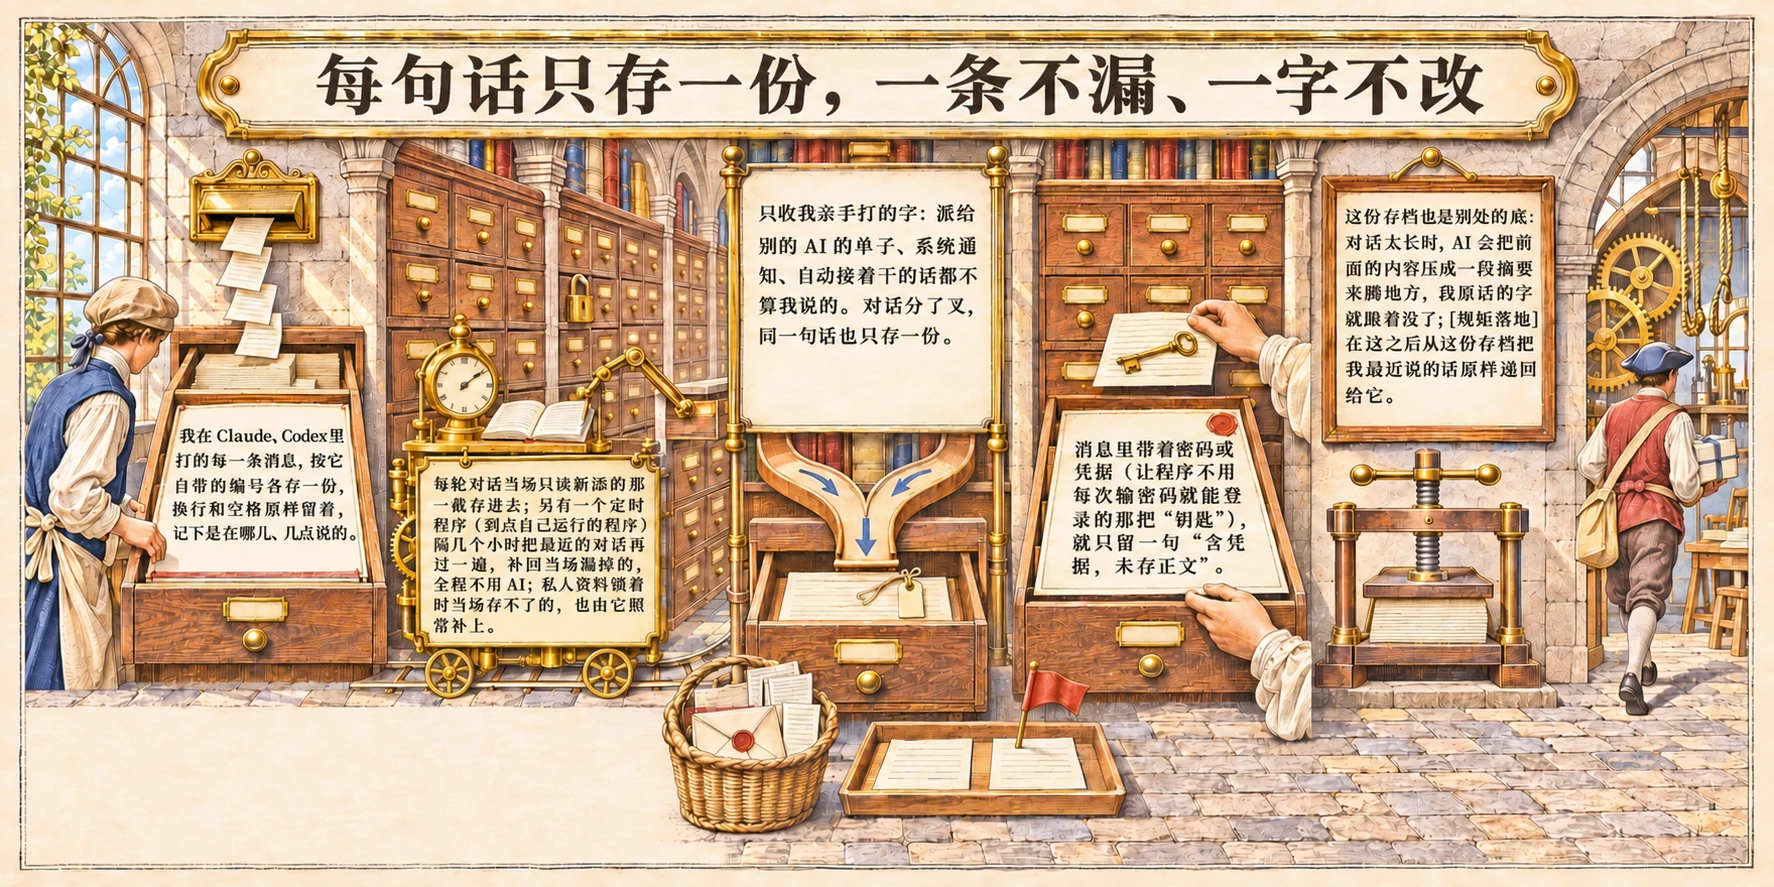 每句话只存一份，一条不漏、一字不改
我在 Claude、Codex里
打的每一条消息，按它
自带的编号各存一份，
换行和空格原样留着，
记下是在哪儿、几点说的。
每轮对话当场只读新添的那
一截存进去；另有一个定时
程序（到点自己运行的程序）
隔几个小时把最近的对话再
过一遍，补回当场漏掉的，
全程不用 AI；私人资料锁着
时当场存不了的，也由它照
常补上。
只收我亲手打的字：派给
别的 AI 的单子、系统通
知、自动接着干的话都不
算我说的。对话分了叉，
同一句话也只存一份。
消息里带着密码或
凭据（让程序不用
每次输密码就能登
录的那把“钥匙”），
就只留一句“含凭
据，未存正文”。
这份存档也是别处的底：
对话太长时，AI 会把前
面的内容压成一段摘要
来腾地方，我原话的字
就跟着没了；[规矩落地]
在这之后从这份存档把
我最近说的话原样递回
给它。